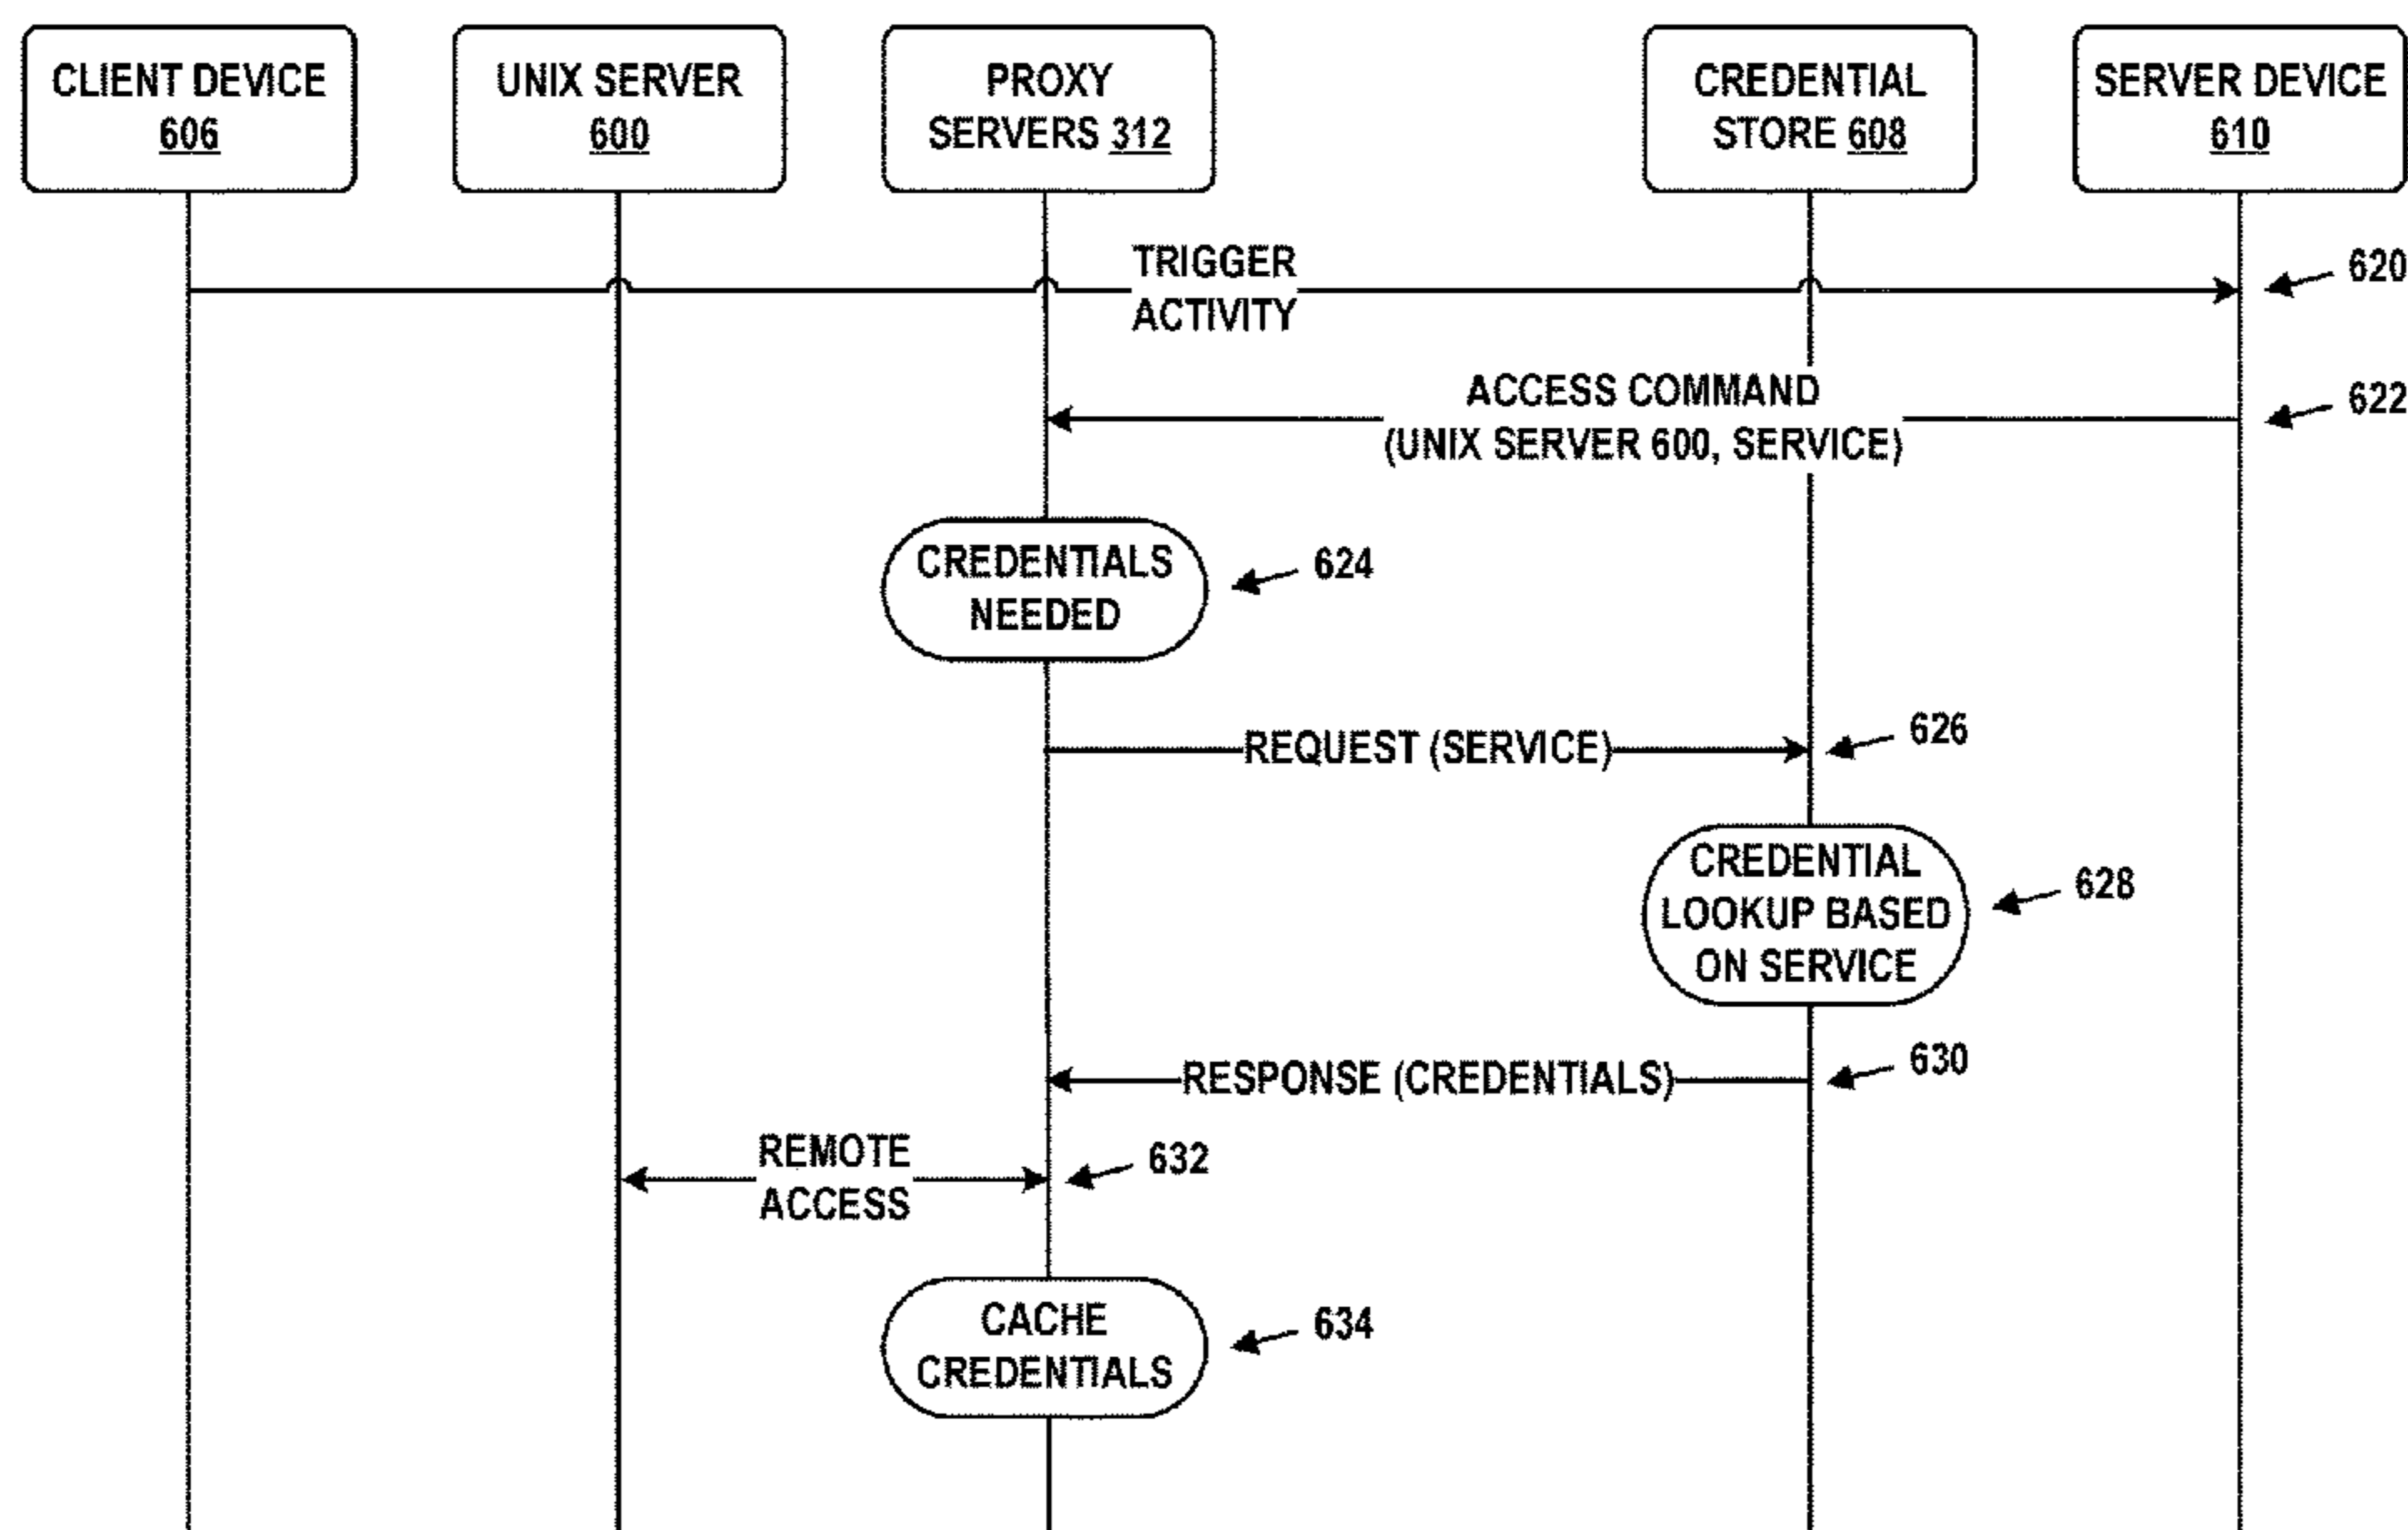 CLIENT DEVICE
606
UNIX SERVER
600
PROXY
SERVERS 312
CREDENTIAL
STORE 608
SERVER DEVICE
610
TRIGGER
ACTIVITY
620
ACCESS COMMAND
(UNIX SERVER 600, SERVICE)
622
CREDENTIALS
NEEDED
624
REQUEST (SERVICE)
626
CREDENTIAL
LOOKUP BASED
ON SERVICE
628
RESPONSE (CREDENTIALS)
630
REMOTE
ACCESS
632
CACHE
CREDENTIALS
634